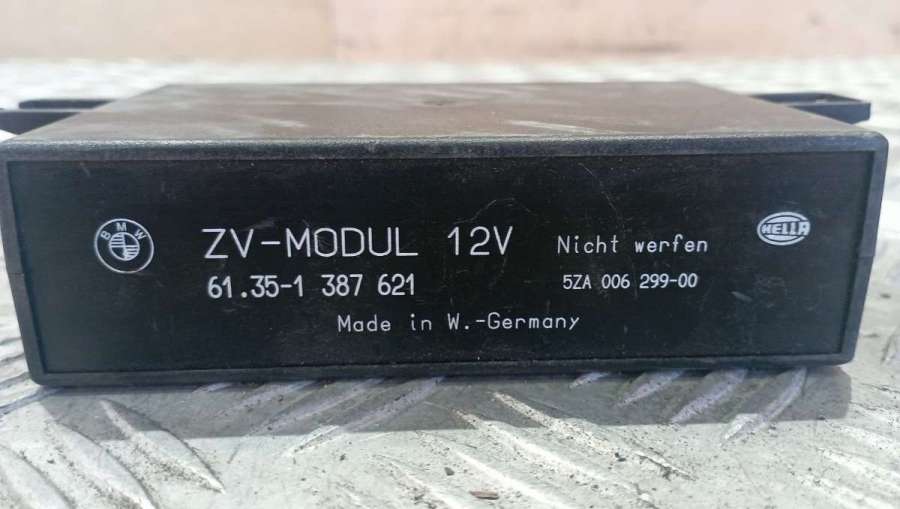 BMW
ZV-MODUL 12V
Nicht werfen
HELLA
61.35-1 387 621
5ZA 006 299-00
Made in W.-Germany